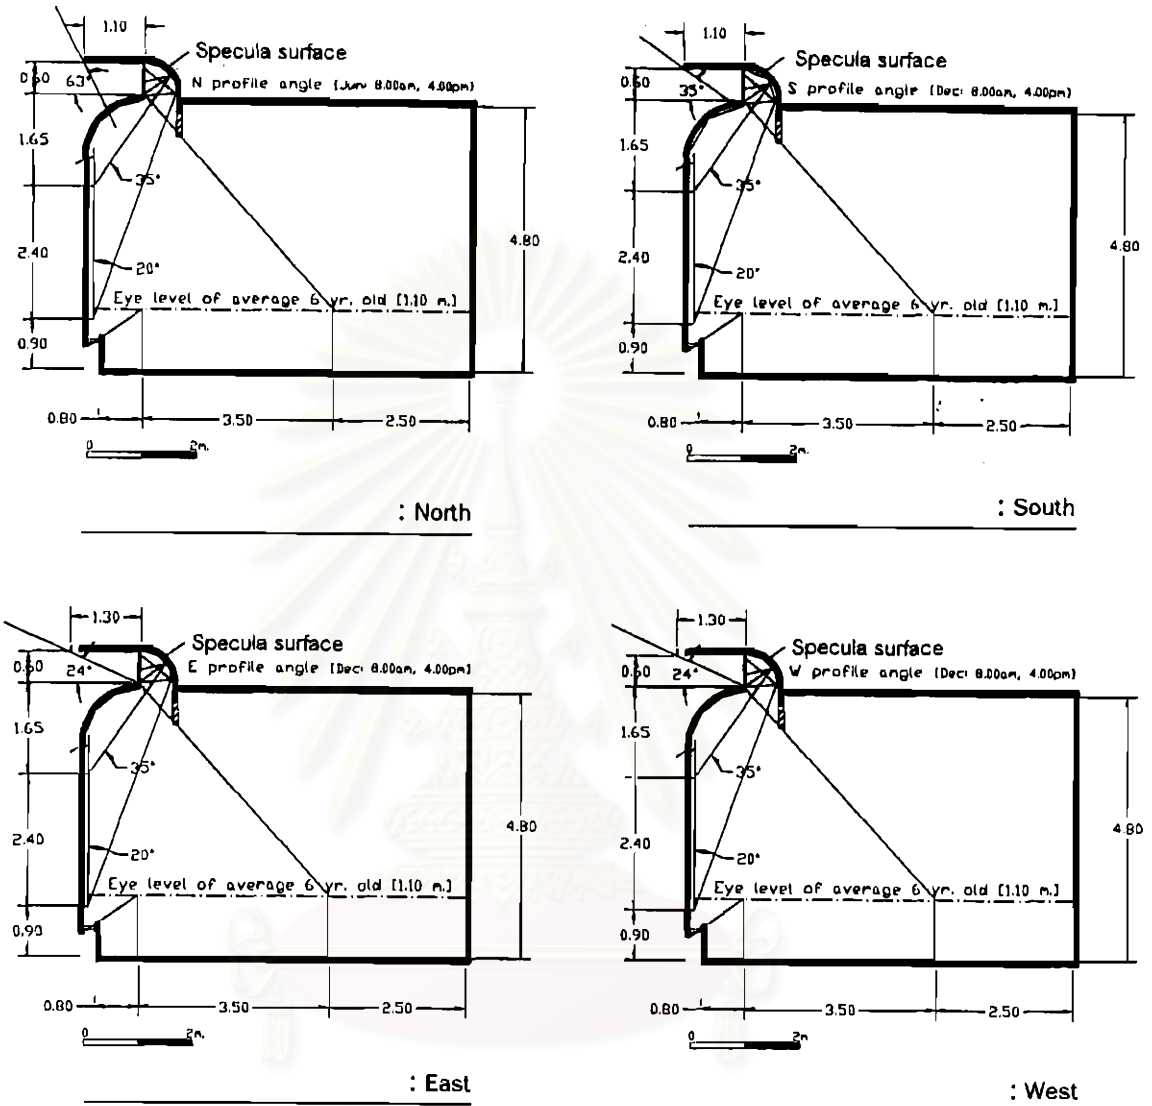 1.10
Specula surface
0.60
63°
N profile angle [Jun: 8.00am, 4.00pm]
1.65
35°
2.40
4.80
20°
Eye level of average 6 yr. old [1.10 m.]
0.90
0.80
3.50
2.50
0
2m.
: North
1.10
Specula surface
0.60
35°
S profile angle [Dec: 8.00am, 4.00pm]
1.65
35°
2.40
4.80
20°
Eye level of average 6 yr. old [1.10 m.]
0.90
0.80
3.50
2.50
0
2m.
: South
1.30
Specula surface
0.60
24°
E profile angle [Dec: 8.00am, 4.00pm]
1.65
35°
2.40
4.80
20°
Eye level of average 6 yr. old [1.10 m.]
0.90
0.80
3.50
2.50
0
2m.
: East
1.30
Specula surface
0.60
24°
W profile angle [Dec: 8.00am, 4.00pm]
1.65
35°
2.40
4.80
20°
Eye level of average 6 yr. old [1.10 m.]
0.90
0.80
3.50
2.50
0
2m
: West